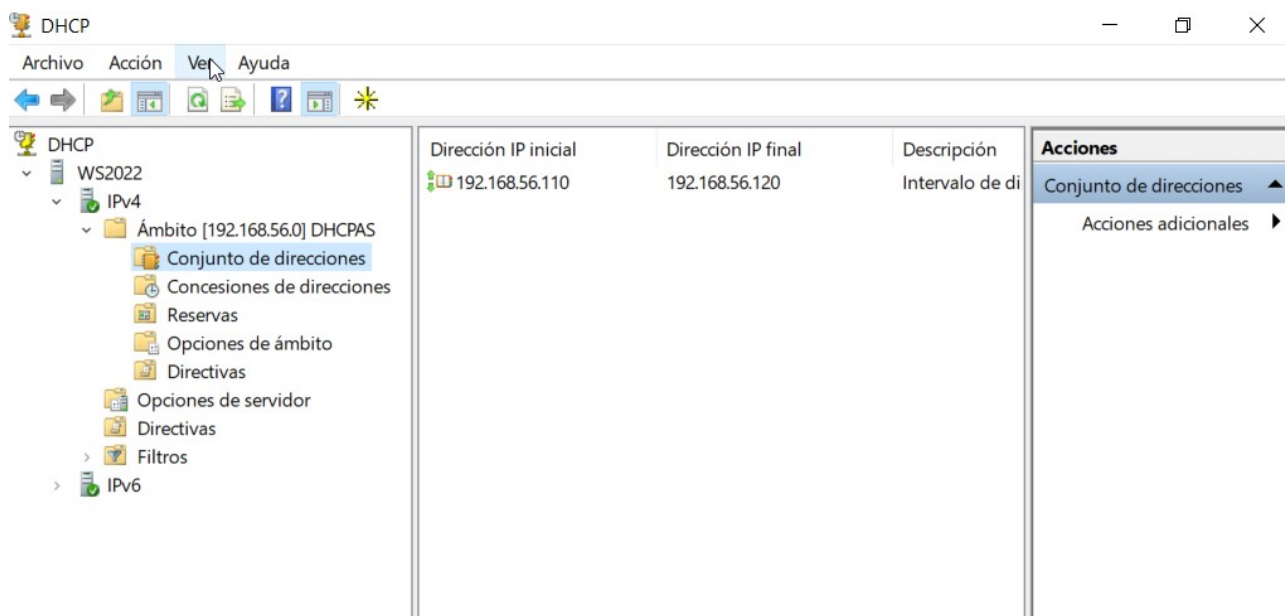 DHCP
Archivo Acción Ver Ayuda
DHCP
WS2022
IPv4
Ámbito [192.168.56.0] DHCPAS
Conjunto de direcciones
Concesiones de direcciones
Reservas
Opciones de ámbito
Directivas
Opciones de servidor
Directivas
Filtros
IPv6
Dirección IP inicial Dirección IP final Descripción
192.168.56.110 192.168.56.120 Intervalo de di
Acciones
Conjunto de direcciones
Acciones adicionales